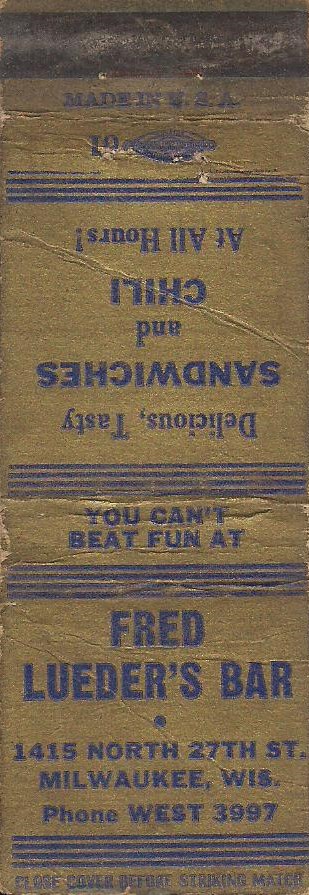 MADE IN U.S.A.
61
Delicious, Tasty
SANDWICHES
and
CHILI
At All Hours!
YOU CAN'T
BEAT FUN AT
FRED
LUEDER'S BAR
•
1415 NORTH 27TH ST.
MILWAUKEE, WIS.
Phone WEST 3997
CLOSE COVER BEFORE STRIKING MATCH